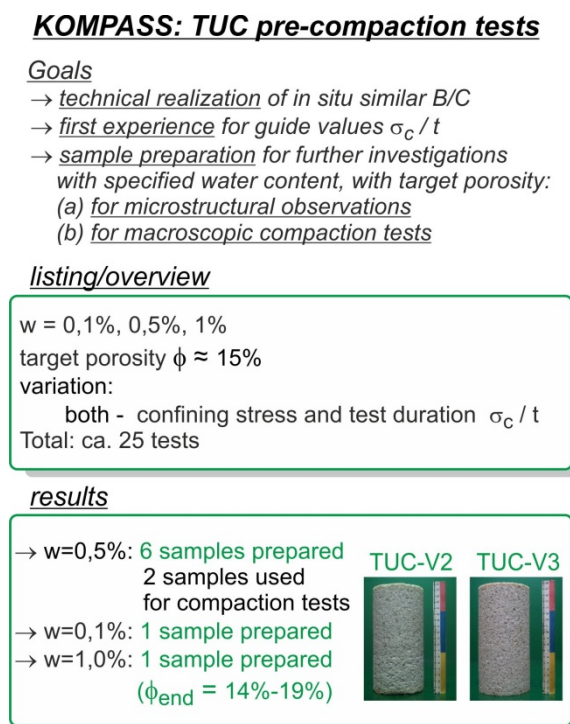 KOMPASS: TUC pre-compaction tests
Goals
→ technical realization of in situ similar B/C
→ first experience for guide values σc / t
→ sample preparation for further investigations
with specified water content, with target porosity:
(a) for microstructural observations
(b) for macroscopic compaction tests
listing/overview
w = 0,1%, 0,5%, 1%
target porosity ϕ ≈ 15%
variation:
both - confining stress and test duration σc / t
Total: ca. 25 tests
results
→ w=0,5%: 6 samples prepared
2 samples used
for compaction tests
→ w=0,1%: 1 sample prepared
→ w=1,0%: 1 sample prepared
(ϕend = 14%-19%)
TUC-V2 TUC-V3